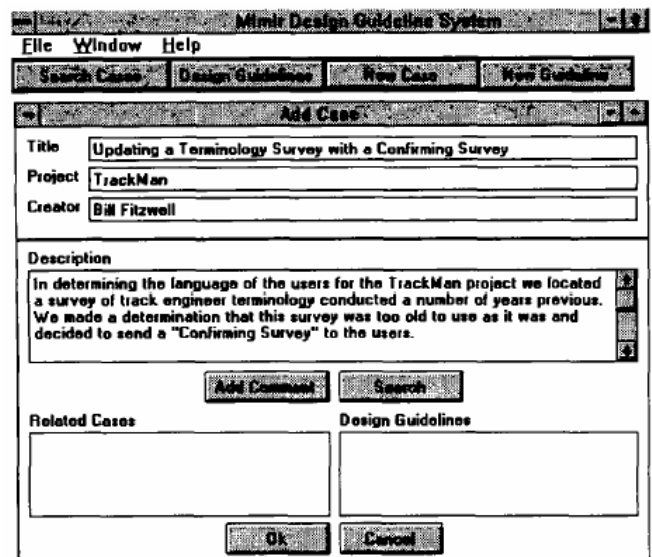 Mimir Design Guideline System
File Window Help
Search Cases Design Guidelines New Case New Guideline
Add Case
Title Updating a Terminology Survey with a Confirming Survey
Project TrackMan
Creator Bill Fitzwell
Description
In determining the language of the users for the TrackMan project we located
a survey of track engineer terminology conducted a number of years previous.
We made a determination that this survey was too old to use as it was and
decided to send a "Confirming Survey" to the users.
Add Comment Search
Related Cases Design Guidelines
Ok Cancel